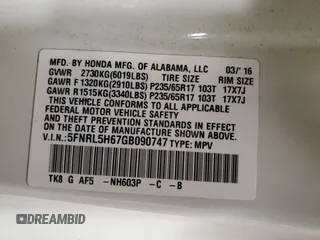 MFD. BY HONDA MFG. OF ALABAMA, LLC 03/'16
GVWR 2730KG(6019LBS) TIRE SIZE RIM SIZE
GAWR F 1320KG(2910LBS) P235/65R17 103T 17X7J
GAWR R1515KG(3340LBS) P235/65R17 103T 17X7J
THIS VEHICLE CONFORMS TO ALL APPLICABLE
FEDERAL MOTOR VEHICLE SAFETY AND THEFT
PREVENTION STANDARDS IN EFFECT ON THE
DATE OF MANUFACTURE SHOWN ABOVE.
V.I.N.:5FNRL5H67GB090747 TYPE: MPV
TK8 G AF5 -NH603P -C -B
DREAMBID